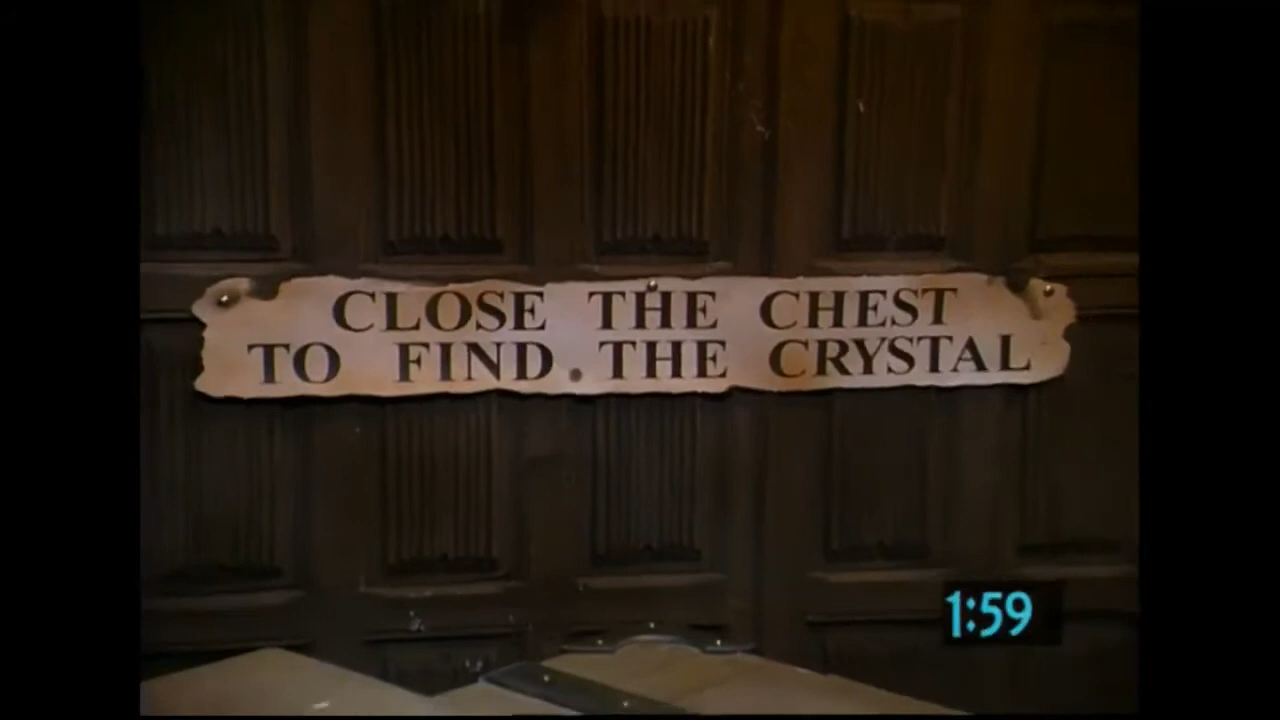 CLOSE THE CHEST
TO FIND THE CRYSTAL
1:59